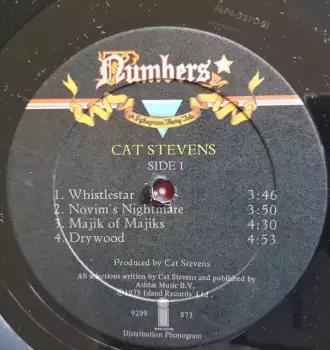 Numbers
A Pythagorean Theory Tale
CAT STEVENS
SIDE 1
1. Whistlestar 3:46
2. Novim's Nightmare 3:50
3. Majik of Majiks 4:30
4. Drywood 4:53
Produced by Cat Stevens
All selections written by Cat Stevens and published by
Ashtar Music B.V.
©1975 Island Records Ltd.
9299 873
Distribution Phonogram